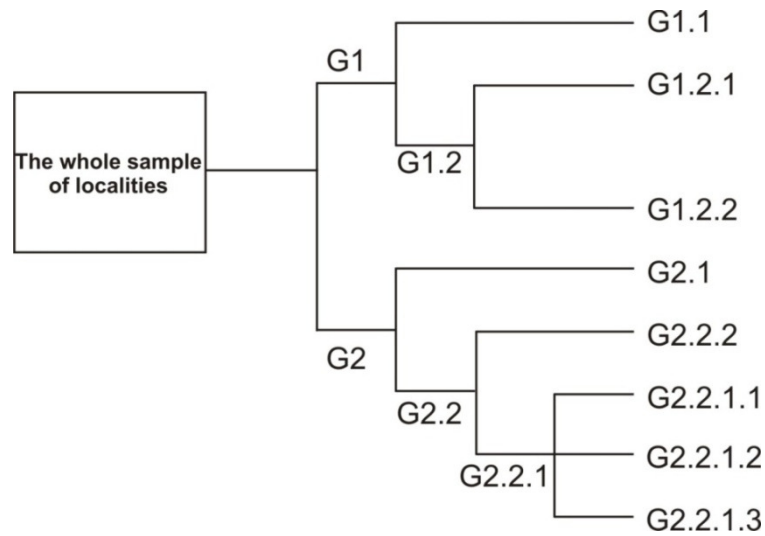 G1.1
G1
G1.2.1
The whole sample
of localities
G1.2
G1.2.2
G2.1
G2
G2.2.2
G2.2
G2.2.1.1
G2.2.1
G2.2.1.2
G2.2.1.3